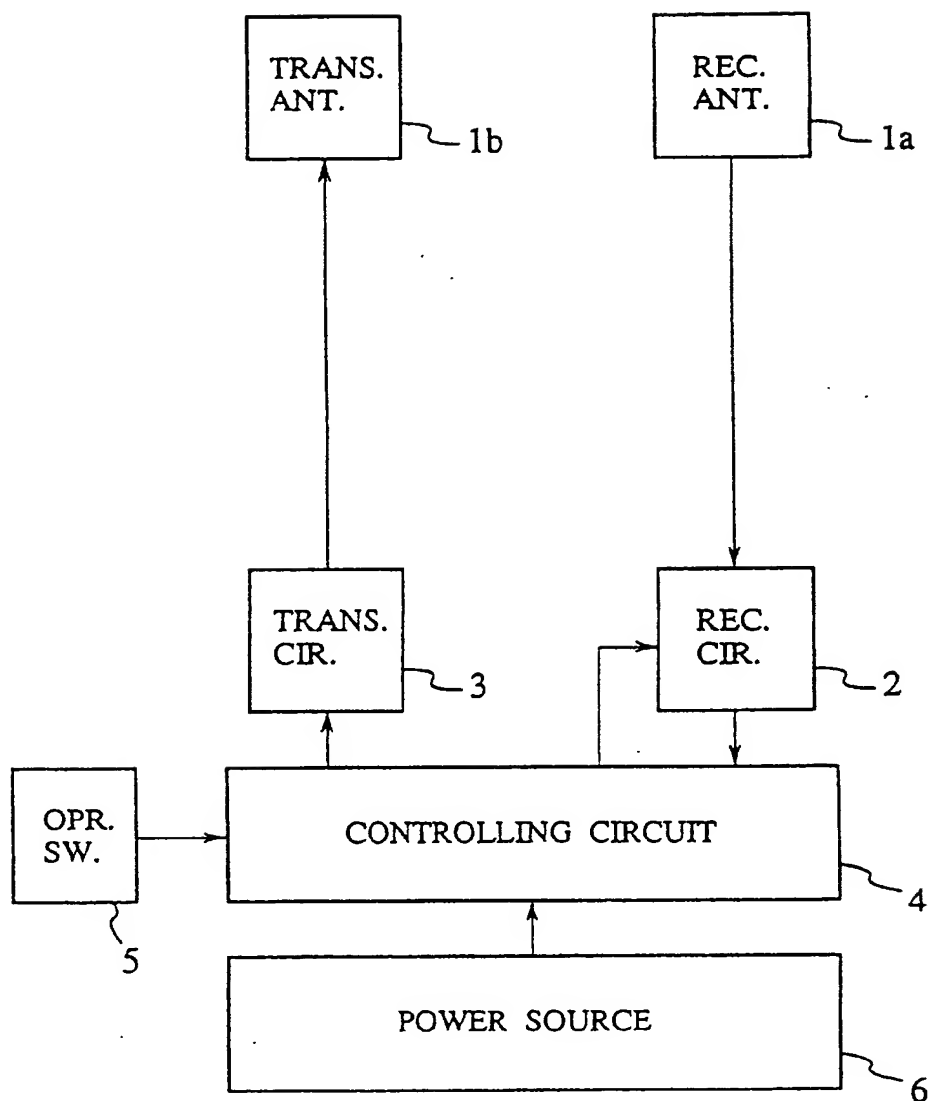 TRANS.
ANT.
1b
REC.
ANT.
1a
TRANS.
CIR.
3
REC.
CIR.
2
OPR.
SW.
5
CONTROLLING CIRCUIT
4
POWER SOURCE
6